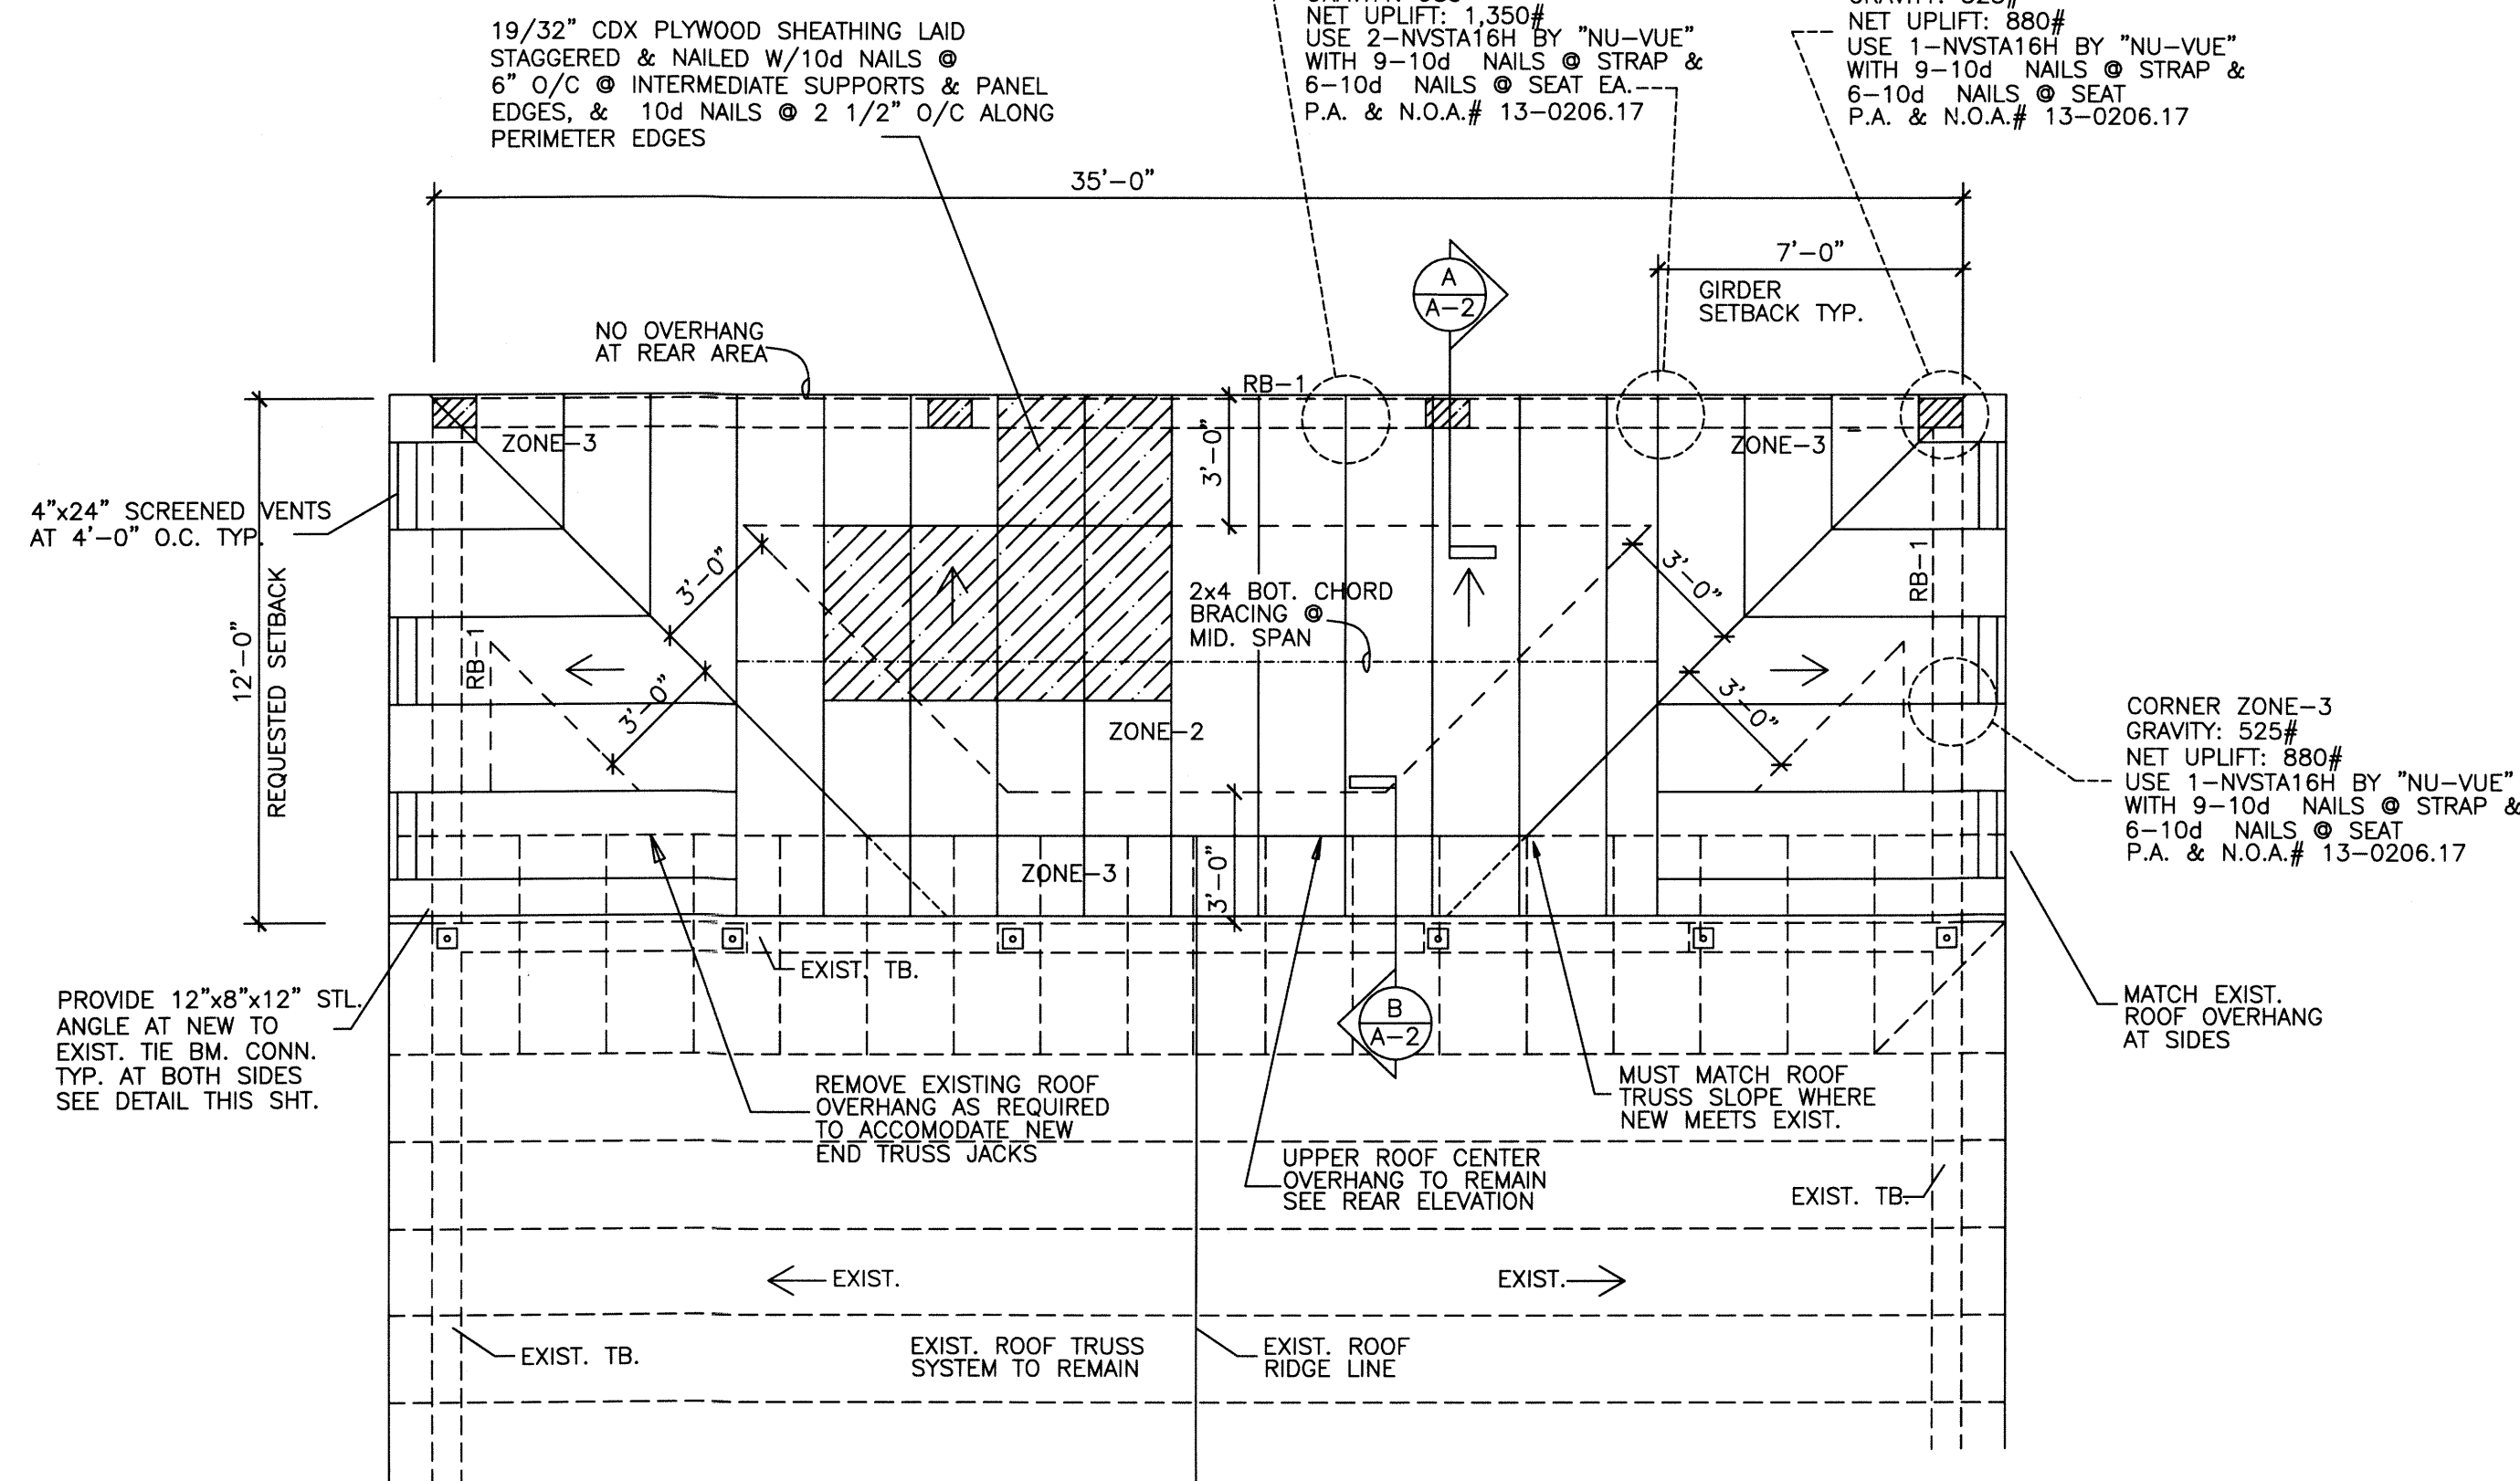 19/32" CDX PLYWOOD SHEATHING LAID
STAGGERED & NAILED W/10d NAILS @
6" O/C @ INTERMEDIATE SUPPORTS & PANEL
EDGES, & 10d NAILS @ 2 1/2" O/C ALONG
PERIMETER EDGES
NET UPLIFT: 1,350#
USE 2-NVSTA16H BY "NU-VUE"
WITH 9-10d NAILS @ STRAP &
6-10d NAILS @ SEAT EA.
P.A. & N.O.A.# 13-0206.17
GRAVITY: 525#
NET UPLIFT: 880#
USE 1-NVSTA16H BY "NU-VUE"
WITH 9-10d NAILS @ STRAP &
6-10d NAILS @ SEAT
P.A. & N.O.A.# 13-0206.17
35'-0"
7'-0"
GIRDER
SETBACK TYP.
A
A-2
NO OVERHANG
AT REAR AREA
RB-1
ZONE-3
ZONE-3
3'-0"
4"x24" SCREENED VENTS
AT 4'-0" O.C. TYP.
12'-0"
REQUESTED SETBACK
RB-1
3'-0"
3'-0"
2x4 BOT. CHORD
BRACING @
MID. SPAN
3'-0"
3'-0"
RB-1
ZONE-2
CORNER ZONE-3
GRAVITY: 525#
NET UPLIFT: 880#
USE 1-NVSTA16H BY "NU-VUE"
WITH 9-10d NAILS @ STRAP &
6-10d NAILS @ SEAT
P.A. & N.O.A.# 13-0206.17
ZONE-3
3'-0"
EXIST. TB.
PROVIDE 12"x8"x12" STL.
ANGLE AT NEW TO
EXIST. TIE BM. CONN.
TYP. AT BOTH SIDES
SEE DETAIL THIS SHT.
B
A-2
MATCH EXIST.
ROOF OVERHANG
AT SIDES
REMOVE EXISTING ROOF
OVERHANG AS REQUIRED
TO ACCOMODATE NEW
END TRUSS JACKS
MUST MATCH ROOF
TRUSS SLOPE WHERE
NEW MEETS EXIST.
UPPER ROOF CENTER
OVERHANG TO REMAIN
SEE REAR ELEVATION
EXIST. TB.
EXIST.
EXIST.
EXIST. TB.
EXIST. ROOF TRUSS
SYSTEM TO REMAIN
EXIST. ROOF
RIDGE LINE